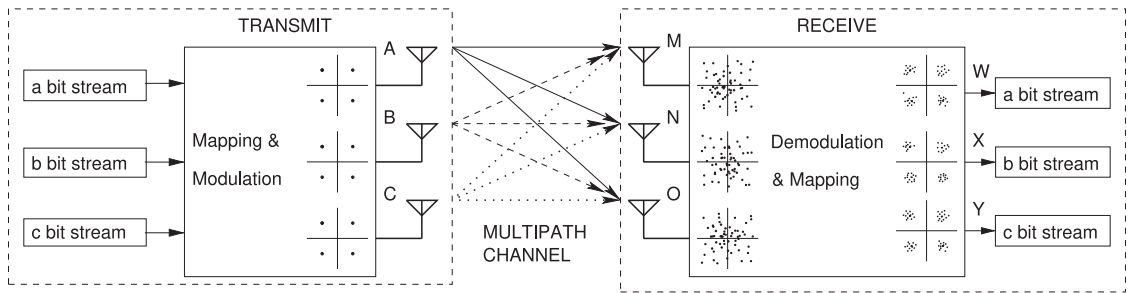 TRANSMIT
RECEIVE
A
a bit stream
B
Mapping &
Modulation
b bit stream
C
c bit stream
MULTIPATH
CHANNEL
M
N
O
Demodulation
& Mapping
W
a bit stream
X
b bit stream
Y
c bit stream